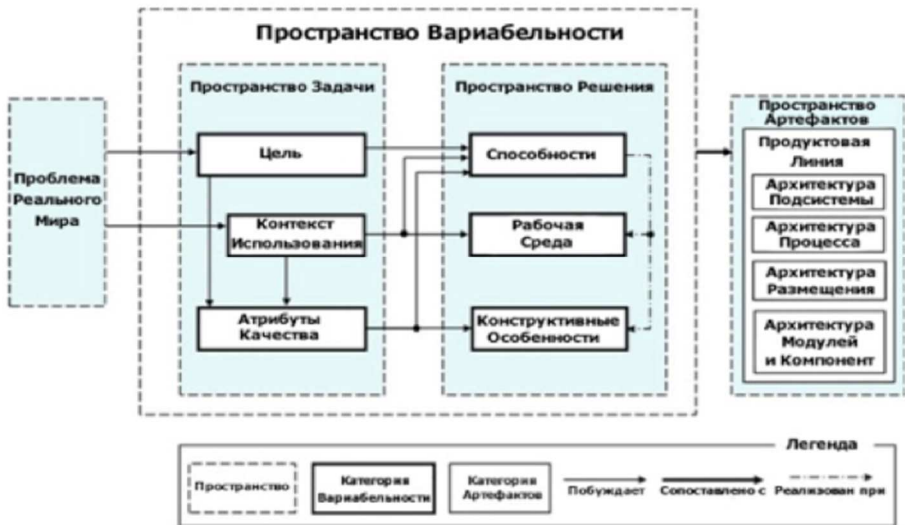 Пространство Вариабельности
Проблема
Реального
Мира
Пространство Задачи
Цель
Контекст
Использования
Атрибуты
Качества
Пространство Решения
Способности
Рабочая
Среда
Конструктивные
Особенности
Пространство
Артефактов
Продуктовая
Линия
Архитектура
Подсистемы
Архитектура
Процесса
Архитектура
Размещения
Архитектура
Модулей
и Компонент
Легенда
Пространство
Категория
Вариабельности
Категория
Артефактов
Побуждает
Сопоставлено с
Реализован при